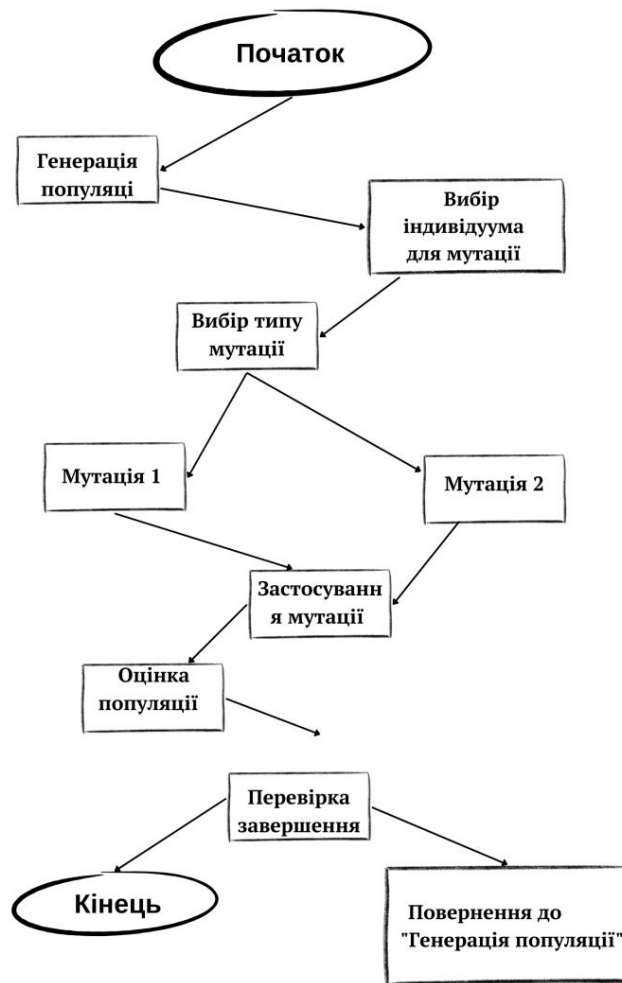 Початок
Генерація
популяці
Вибір
індивідуума
для мутації
Вибір типу
мутації
Мутація 1
Мутація 2
Застосуванн
я мутації
Оцінка
популяції
Перевірка
завершення
Кінець
Повернення до
"Генерація популяції"